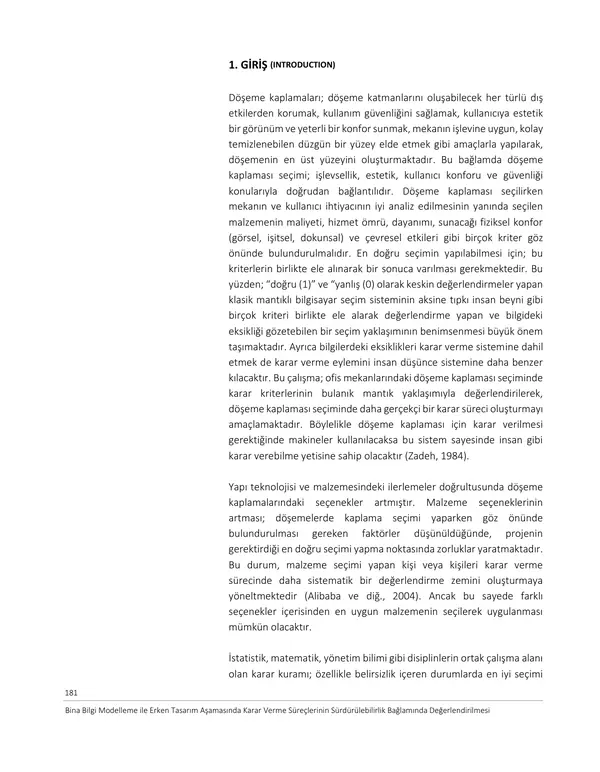 1. GİRİŞ (INTRODUCTION)
Döşeme kaplamaları; döşeme katmanlarını oluşabilecek her türlü dış
etkilerden korumak, kullanım güvenliğini sağlamak, kullanıcıya estetik
bir görünüm ve yeterli bir konfor sunmak, mekanın işlevine uygun, kolay
temizlenebilen düzgün bir yüzey elde etmek gibi amaçlarla yapılarak,
döşemenin en üst yüzeyini oluşturmaktadır. Bu bağlamda döşeme
kaplaması seçimi; işlevsellik, estetik, kullanıcı konforu ve güvenliği
konularıyla doğrudan bağlantılıdır. Döşeme kaplaması seçilirken
mekanın ve kullanıcı ihtiyacının iyi analiz edilmesinin yanında seçilen
malzemenin maliyeti, hizmet ömrü, dayanımı, sunacağı fiziksel konfor
(görsel, işitsel, dokunsal) ve çevresel etkileri gibi birçok kriter göz
önünde bulundurulmalıdır. En doğru seçimin yapılabilmesi için; bu
kriterlerin birlikte ele alınarak bir sonuca varılması gerekmektedir. Bu
yüzden; “doğru (1)” ve “yanlış (0) olarak keskin değerlendirmeler yapan
klasik mantıklı bilgisayar seçim sisteminin aksine tıpkı insan beyni gibi
birçok kriteri birlikte ele alarak değerlendirme yapan ve bilgideki
eksikliği gözetebilen bir seçim yaklaşımının benimsenmesi büyük önem
taşımaktadır. Ayrıca bilgilerdeki eksiklikleri karar verme sistemine dahil
etmek de karar verme eylemini insan düşünce sistemine daha benzer
kılacaktır. Bu çalışma; ofis mekanlarındaki döşeme kaplaması seçiminde
karar kriterlerinin bulanık mantık yaklaşımıyla değerlendirilerek,
döşeme kaplaması seçiminde daha gerçekçi bir karar süreci oluşturmayı
amaçlamaktadır. Böylelikle döşeme kaplaması için karar verilmesi
gerektiğinde makineler kullanılacaksa bu sistem sayesinde insan gibi
karar verebilme yetisine sahip olacaktır (Zadeh, 1984).
Yapı teknolojisi ve malzemesindeki ilerlemeler doğrultusunda döşeme
kaplamalarındaki seçenekler artmıştır. Malzeme seçeneklerinin
artması; döşemelerde kaplama seçimi yaparken göz önünde
bulundurulması gereken faktörler düşünüldüğünde, projenin
gerektirdiği en doğru seçimi yapma noktasında zorluklar yaratmaktadır.
Bu durum, malzeme seçimi yapan kişi veya kişileri karar verme
sürecinde daha sistematik bir değerlendirme zemini oluşturmaya
yöneltmektedir (Alibaba ve diğ., 2004). Ancak bu sayede farklı
seçenekler içerisinden en uygun malzemenin seçilerek uygulanması
mümkün olacaktır.
İstatistik, matematik, yönetim bilimi gibi disiplinlerin ortak çalışma alanı
olan karar kuramı; özellikle belirsizlik içeren durumlarda en iyi seçimi
181
Bina Bilgi Modelleme ile Erken Tasarım Aşamasında Karar Verme Süreçlerinin Sürdürülebilirlik Bağlamında Değerlendirilmesi